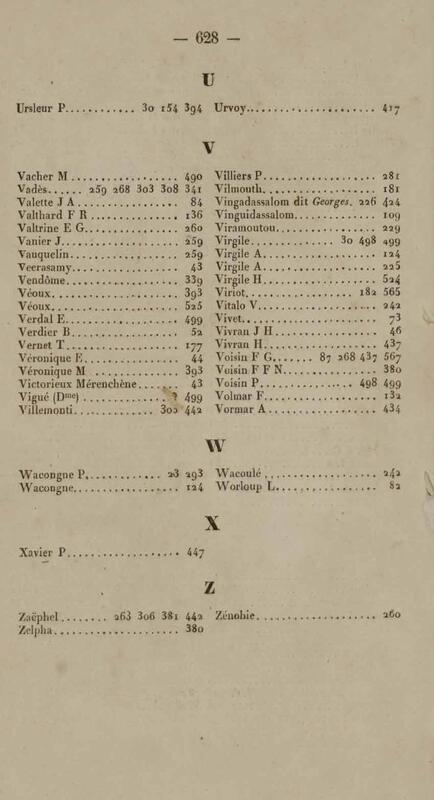 — 628 —
U
Ursleur P............ 30 154 394
Urvoy........................ 417
V
Vacher M.................. 490
Vadès...... 259 268 303 308 341
Valette J A.................. 84
Valthard F R............... 136
Valtrine E G................ 260
Vanier J.................... 259
Vauquelin.................. 259
Veerasamy.................. 43
Vendôme.................... 339
Véoux...................... 393
Véoux...................... 525
Verdal E.................... 499
Verdier B................... 52
Vernet T.................... 177
Véronique E................. 44
Véronique M................ 393
Victorieux Mérenchène....... 43
Vigué (Dme)............... 499
Villemonti.............. 302 442
Villiers P.................... 281
Vilmouth.................... 181
Vingadassalom dit Georges. 226 424
Vinguidassalom............... 109
Viramoutou.................. 229
Virgile................ 30 498 499
Virgile A.................... 124
Virgile A.................... 225
Virgile H.................... 524
Viriot.................... 182 565
Vitalo V..................... 242
Vivet........................ 73
Vivran J H................... 46
Vivran H.................... 437
Voisin F G....... 87 268 437 567
Voisin F F N................. 380
Voisin P................. 498 499
Volmar F.................... 132
Vormar A.................... 434
W
Wacongne P............. 23 293
Wacongne.................. 124
Wacoulé.................... 242
Worloup L................... 82
X
Xavier P.................... 447
Z
Zaëphel........ 263 306 381 442
Zelpha...................... 380
Zénobie..................... 260